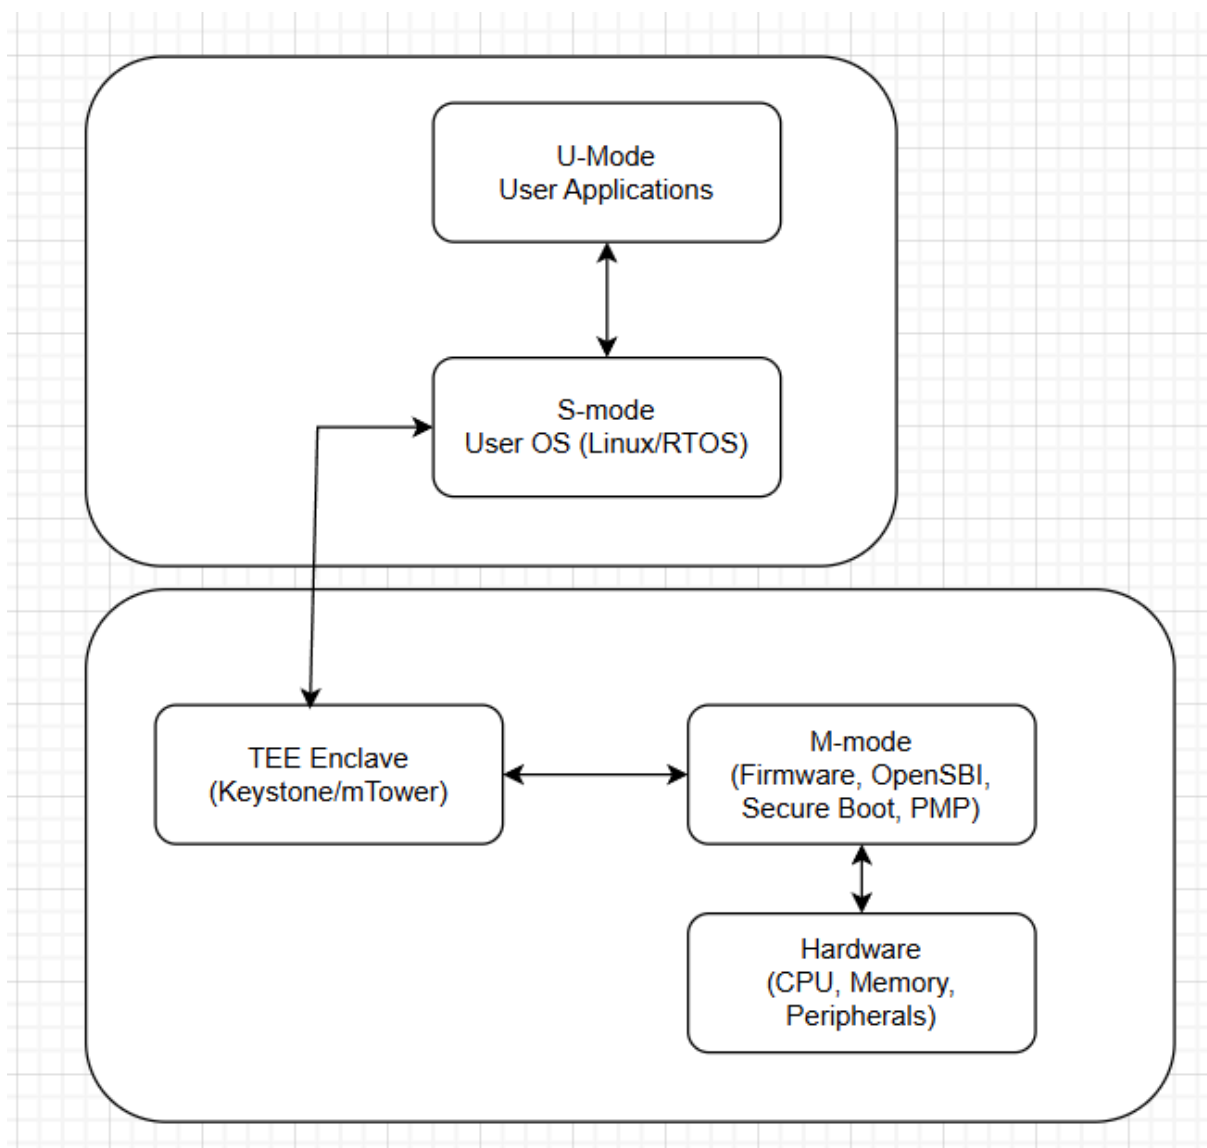 U-Mode
User Applications
S-mode
User OS (Linux/RTOS)
TEE Enclave
(Keystone/mTower)
M-mode
(Firmware, OpenSBI,
Secure Boot, PMP)
Hardware
(CPU, Memory,
Peripherals)